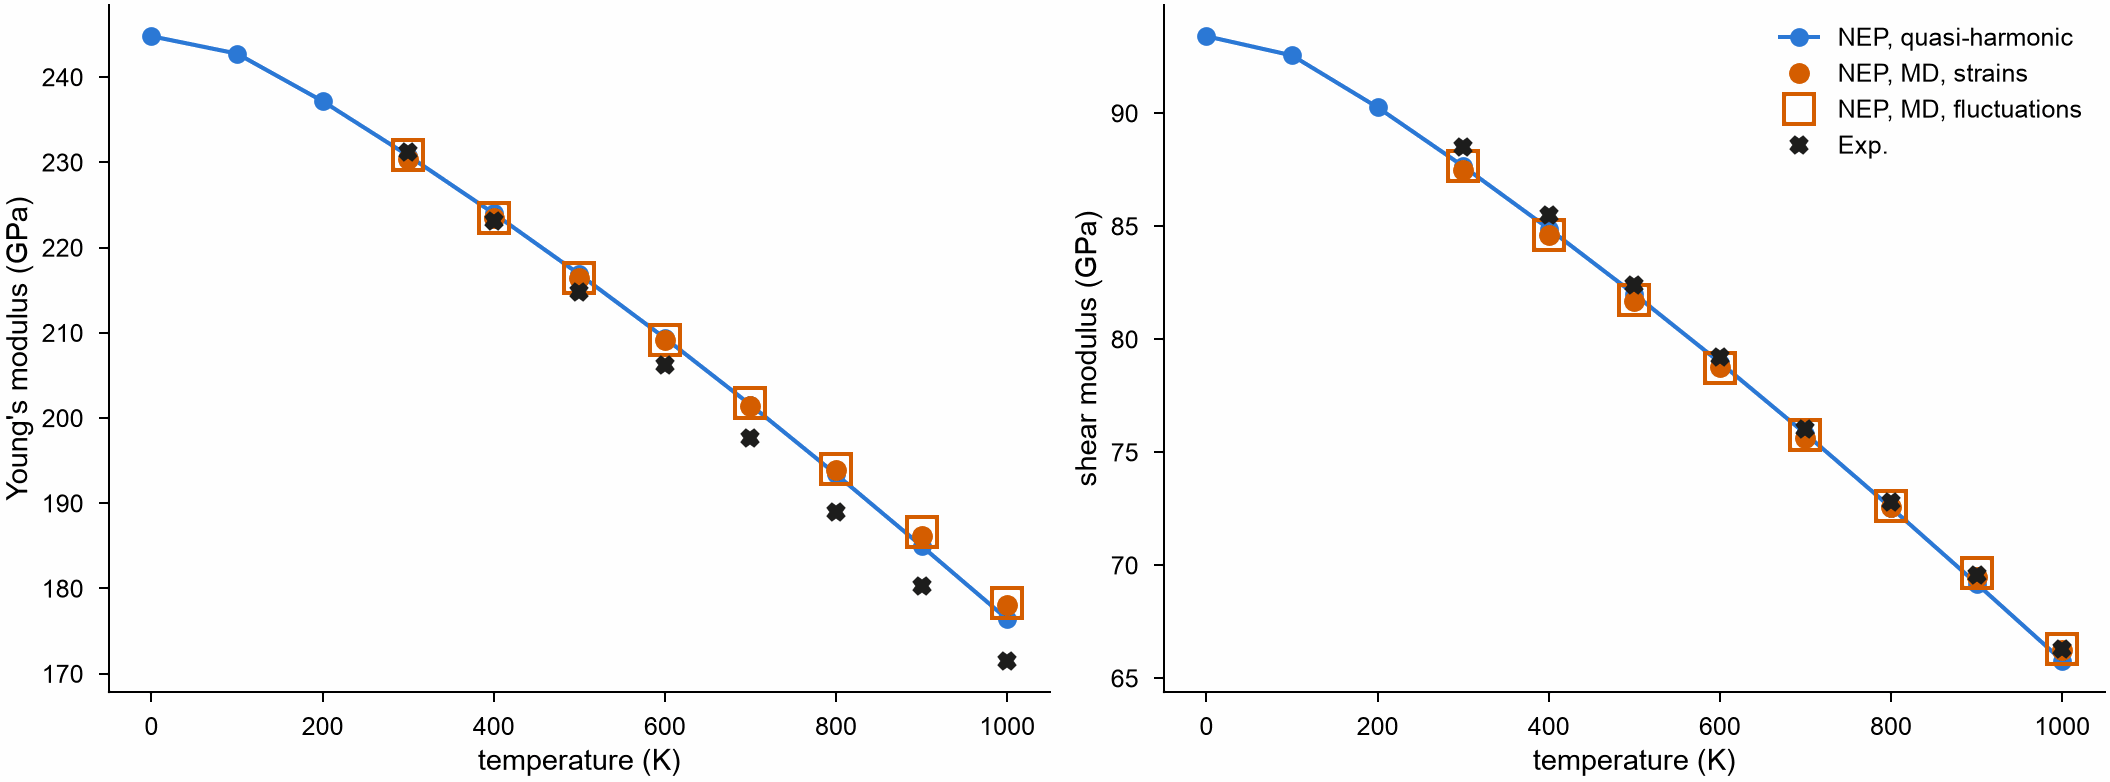 240
230
220
210
200
190
180
170
Young's modulus (GPa)
0 200 400 600 800 1000
temperature (K)
90
85
80
75
70
65
shear modulus (GPa)
0 200 400 600 800 1000
temperature (K)
NEP, quasi-harmonic
NEP, MD, strains
NEP, MD, fluctuations
Exp.